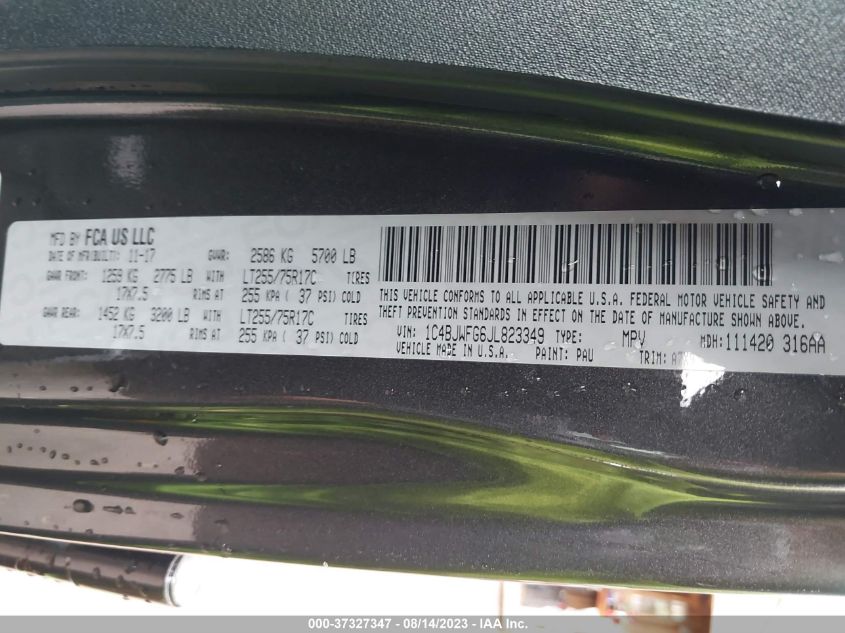 MFD BY FCA US LLC
DATE OF MFR(BUILT): 11-17 GVWR: 2586 KG 5700 LB
GAWR FRONT: 1259 KG 2775 LB WITH LT255/75R17C TIRES
17X7.5 RIMS AT 255 KPA ( 37 PSI) COLD
GAWR REAR: 1452 KG 3200 LB WITH LT255/75R17C TIRES
17X7.5 RIMS AT 255 KPA ( 37 PSI) COLD
THIS VEHICLE CONFORMS TO ALL APPLICABLE U.S.A. FEDERAL MOTOR VEHICLE SAFETY AND
THEFT PREVENTION STANDARDS IN EFFECT ON THE DATE OF MANUFACTURE SHOWN ABOVE.
VIN: 1C4BJWFG6JL823349 TYPE: MPV MDH:111420 316AA
VEHICLE MADE IN U.S.A. PAINT: PAU TRIM:
000-37327347 - 08/14/2023 - © IAA Inc.